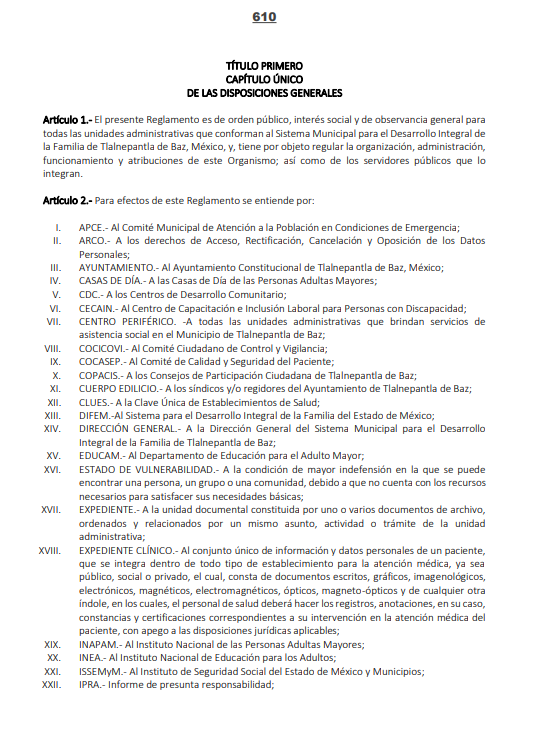 610
TÍTULO PRIMERO
CAPÍTULO ÚNICO
DE LAS DISPOSICIONES GENERALES
Artículo 1.- El presente Reglamento es de orden público, interés social y de observancia general para
todas las unidades administrativas que conforman al Sistema Municipal para el Desarrollo Integral de
la Familia de Tlalnepantla de Baz, México, y, tiene por objeto regular la organización, administración,
funcionamiento y atribuciones de este Organismo; así como de los servidores públicos que lo
integran.
Artículo 2.- Para efectos de este Reglamento se entiende por:
I. APCE.- Al Comité Municipal de Atención a la Población en Condiciones de Emergencia;
II. ARCO.- A los derechos de Acceso, Rectificación, Cancelación y Oposición de los Datos
Personales;
III. AYUNTAMIENTO.- Al Ayuntamiento Constitucional de Tlalnepantla de Baz, México;
IV. CASAS DE DÍA.- A las Casas de Día de las Personas Adultas Mayores;
V. CDC.- A los Centros de Desarrollo Comunitario;
VI. CECAIN.- Al Centro de Capacitación e Inclusión Laboral para Personas con Discapacidad;
VII. CENTRO PERIFÉRICO. -A todas las unidades administrativas que brindan servicios de
asistencia social en el Municipio de Tlalnepantla de Baz;
VIII. COCICOVI.- Al Comité Ciudadano de Control y Vigilancia;
IX. COCASEP.- Al Comité de Calidad y Seguridad del Paciente;
X. COPACIS.- A los Consejos de Participación Ciudadana de Tlalnepantla de Baz;
XI. CUERPO EDILICIO.- A los síndicos y/o regidores del Ayuntamiento de Tlalnepantla de Baz;
XII. CLUES.- A la Clave Única de Establecimientos de Salud;
XIII. DIFEM.-Al Sistema para el Desarrollo Integral de la Familia del Estado de México;
XIV. DIRECCIÓN GENERAL.- A la Dirección General del Sistema Municipal para el Desarrollo
Integral de la Familia de Tlalnepantla de Baz;
XV. EDUCAM.- Al Departamento de Educación para el Adulto Mayor;
XVI. ESTADO DE VULNERABILIDAD.- A la condición de mayor indefensión en la que se puede
encontrar una persona, un grupo o una comunidad, debido a que no cuenta con los recursos
necesarios para satisfacer sus necesidades básicas;
XVII. EXPEDIENTE.- A la unidad documental constituida por uno o varios documentos de archivo,
ordenados y relacionados por un mismo asunto, actividad o trámite de la unidad
administrativa;
XVIII. EXPEDIENTE CLÍNICO.- Al conjunto único de información y datos personales de un paciente,
que se integra dentro de todo tipo de establecimiento para la atención médica, ya sea
público, social o privado, el cual, consta de documentos escritos, gráficos, imagenológicos,
electrónicos, magnéticos, electromagnéticos, ópticos, magneto-ópticos y de cualquier otra
índole, en los cuales, el personal de salud deberá hacer los registros, anotaciones, en su caso,
constancias y certificaciones correspondientes a su intervención en la atención médica del
paciente, con apego a las disposiciones jurídicas aplicables;
XIX. INAPAM.- Al Instituto Nacional de las Personas Adultas Mayores;
XX. INEA.- Al Instituto Nacional de Educación para los Adultos;
XXI. ISSEMyM.- Al Instituto de Seguridad Social del Estado de México y Municipios;
XXII. IPRA.- Informe de presunta responsabilidad;